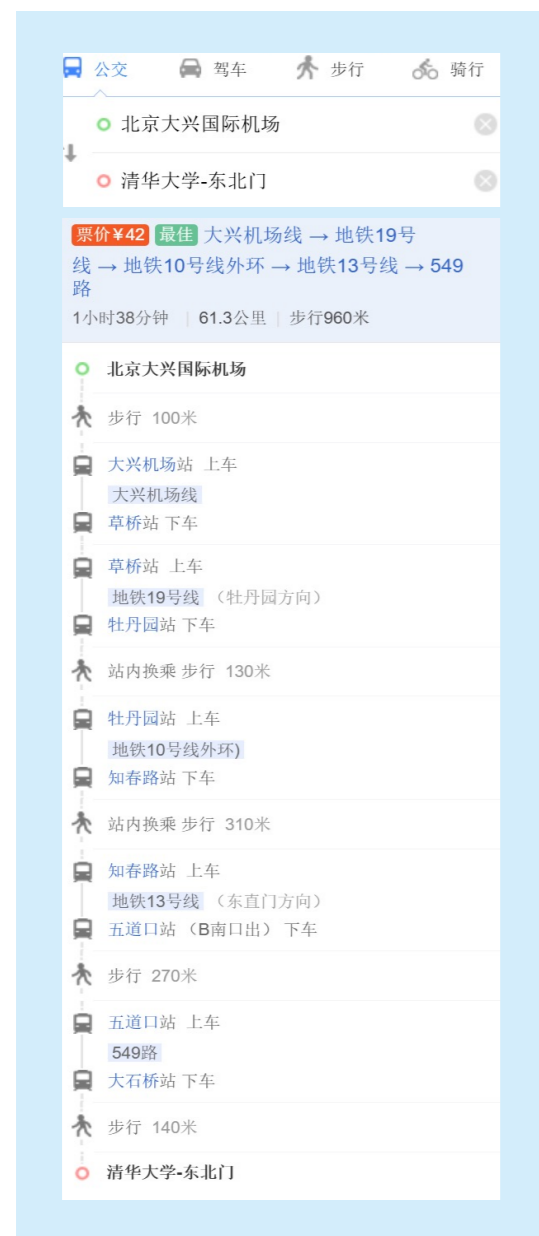 公交 驾车 步行 骑行
北京大兴国际机场
清华大学-东北门
票价¥42 最佳 大兴机场线 → 地铁19号
线 → 地铁10号线外环 → 地铁13号线 → 549
路
1小时38分钟 | 61.3公里 | 步行960米
北京大兴国际机场
步行 100米
大兴机场站 上车
大兴机场线
草桥站 下车
草桥站 上车
地铁19号线 （牡丹园方向）
牡丹园站 下车
站内换乘 步行 130米
牡丹园站 上车
地铁10号线外环)
知春路站 下车
站内换乘 步行 310米
知春路站 上车
地铁13号线 （东直门方向）
五道口站 （B南口出） 下车
步行 270米
五道口站 上车
549路
大石桥站 下车
步行 140米
清华大学-东北门